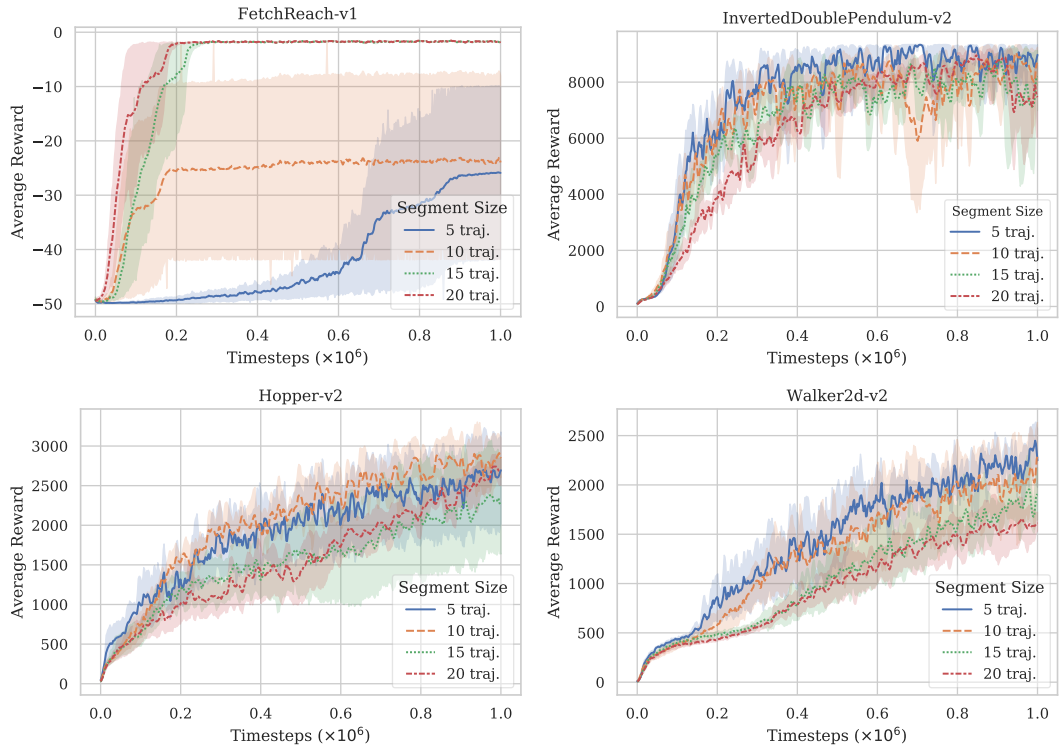 FetchReach-v1
0
−10
−20
−30
−40
−50
Average Reward
Segment Size
5 traj.
10 traj.
15 traj.
20 traj.
0.0 0.2 0.4 0.6 0.8 1.0
Timesteps (×10⁶)
InvertedDoublePendulum-v2
8000
6000
4000
2000
0
Average Reward
Segment Size
5 traj.
10 traj.
15 traj.
20 traj.
0.0 0.2 0.4 0.6 0.8 1.0
Timesteps (×10⁶)
Hopper-v2
3000
2500
2000
1500
1000
500
0
Average Reward
Segment Size
5 traj.
10 traj.
15 traj.
20 traj.
0.0 0.2 0.4 0.6 0.8 1.0
Timesteps (×10⁶)
Walker2d-v2
2500
2000
1500
1000
500
0
Average Reward
Segment Size
5 traj.
10 traj.
15 traj.
20 traj.
0.0 0.2 0.4 0.6 0.8 1.0
Timesteps (×10⁶)